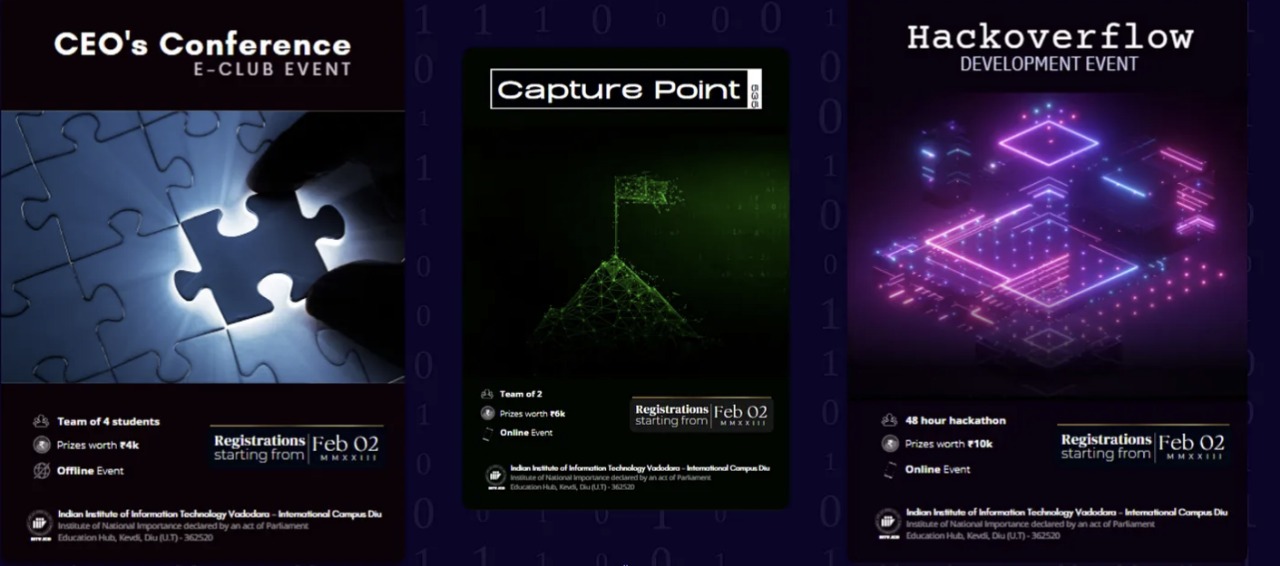 CEO's Conference
E-CLUB EVENT
Team of 4 students
Prizes worth ₹4k
Offline Event
Registrations
starting from
Feb 02
MMXXIII
Indian Institute of Information Technology Vadodara - International Campus Diu
Institute of National Importance declared by an act of Parliament
Education Hub, Kevdi, Diu (U.T) - 362520
Capture Point
535
Team of 2
Prizes worth ₹6k
Online Event
Registrations
starting from
Feb 02
MMXXIII
Indian Institute of Information Technology Vadodara - International Campus Diu
Institute of National Importance declared by an act of Parliament
Education Hub, Kevdi, Diu (U.T) - 362520
Hackoverflow
DEVELOPMENT EVENT
48 hour hackathon
Prizes worth ₹10k
Online Event
Registrations
starting from
Feb 02
MMXXIII
Indian Institute of Information Technology Vadodara - International Campus Diu
Institute of National Importance declared by an act of Parliament
Education Hub, Kevdi, Diu (U.T) - 362520